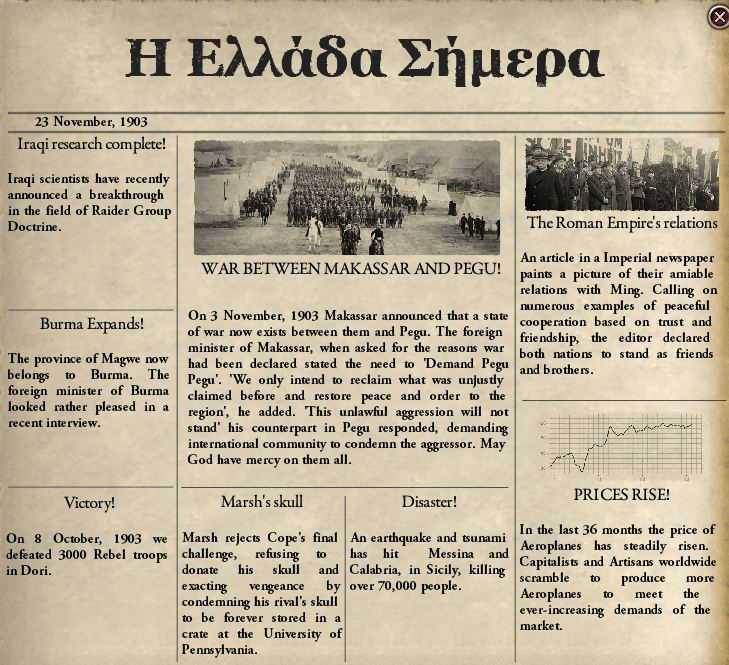 Η Ελλάδα Σήμερα
23 November, 1903
Iraqi research complete!
Iraqi scientists have recently
announced a breakthrough
in the field of Raider Group
Doctrine.
Burma Expands!
The province of Magwe now
belongs to Burma. The
foreign minister of Burma
looked rather pleased in a
recent interview.
Victory!
On 8 October, 1903 we
defeated 3000 Rebel troops
in Dori.
WAR BETWEEN MAKASSAR AND PEGU!
On 3 November, 1903 Makassar announced that a state
of war now exists between them and Pegu. The foreign
minister of Makassar, when asked for the reasons war
had been declared stated the need to 'Demand Pegu
Pegu'. 'We only intend to reclaim what was unjustly
claimed before and restore peace and order to the
region', he added. 'This unlawful aggression will not
stand' his counterpart in Pegu responded, demanding
international community to condemn the aggressor. May
God have mercy on them all.
Marsh's skull
Marsh rejects Cope's final
challenge, refusing to
donate his skull and
exacting vengeance by
condemning his rival's skull
to be forever stored in a
crate at the University of
Pennsylvania.
Disaster!
An earthquake and tsunami
has hit Messina and
Calabria, in Sicily, killing
over 70,000 people.
The Roman Empire's relations
An article in a Imperial newspaper
paints a picture of their amiable
relations with Ming. Calling on
numerous examples of peaceful
cooperation based on trust and
friendship, the editor declared
both nations to stand as friends
and brothers.
PRICES RISE!
In the last 36 months the price of
Aeroplanes has steadily risen.
Capitalists and Artisans worldwide
scramble to produce more
Aeroplanes to meet the
ever-increasing demands of the
market.